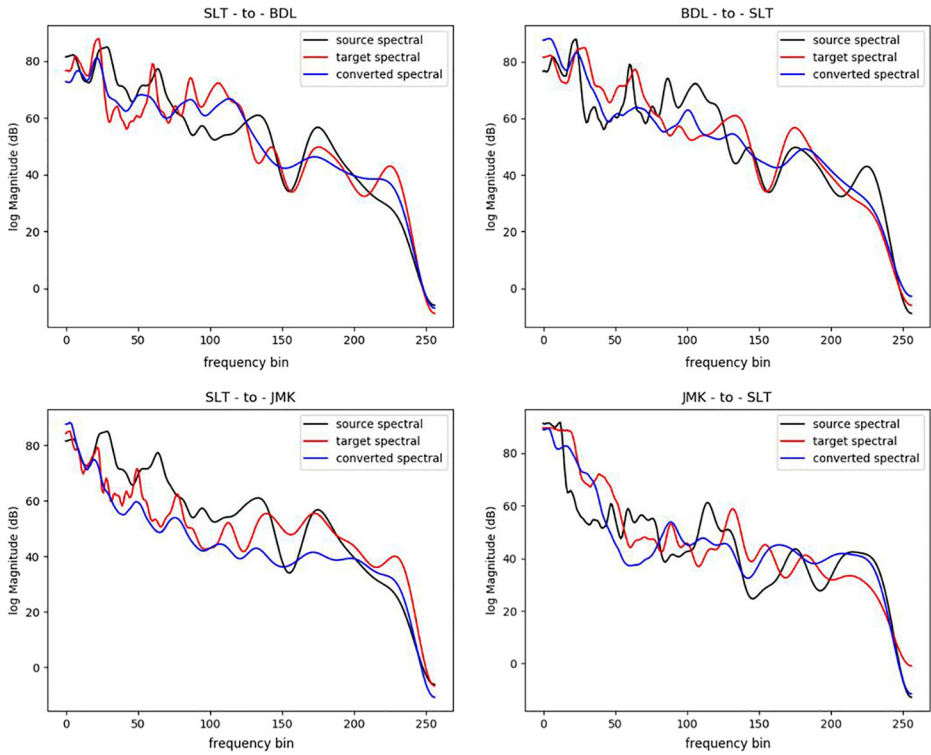 SLT - to - BDL
source spectral
target spectral
converted spectral
log Magnitude (dB)
80
60
40
20
0
0 50 100 150 200 250
frequency bin
BDL - to - SLT
source spectral
target spectral
converted spectral
log Magnitude (dB)
80
60
40
20
0
0 50 100 150 200 250
frequency bin
SLT - to - JMK
source spectral
target spectral
converted spectral
log Magnitude (dB)
80
60
40
20
0
0 50 100 150 200 250
frequency bin
JMK - to - SLT
source spectral
target spectral
converted spectral
log Magnitude (dB)
80
60
40
20
0
0 50 100 150 200 250
frequency bin